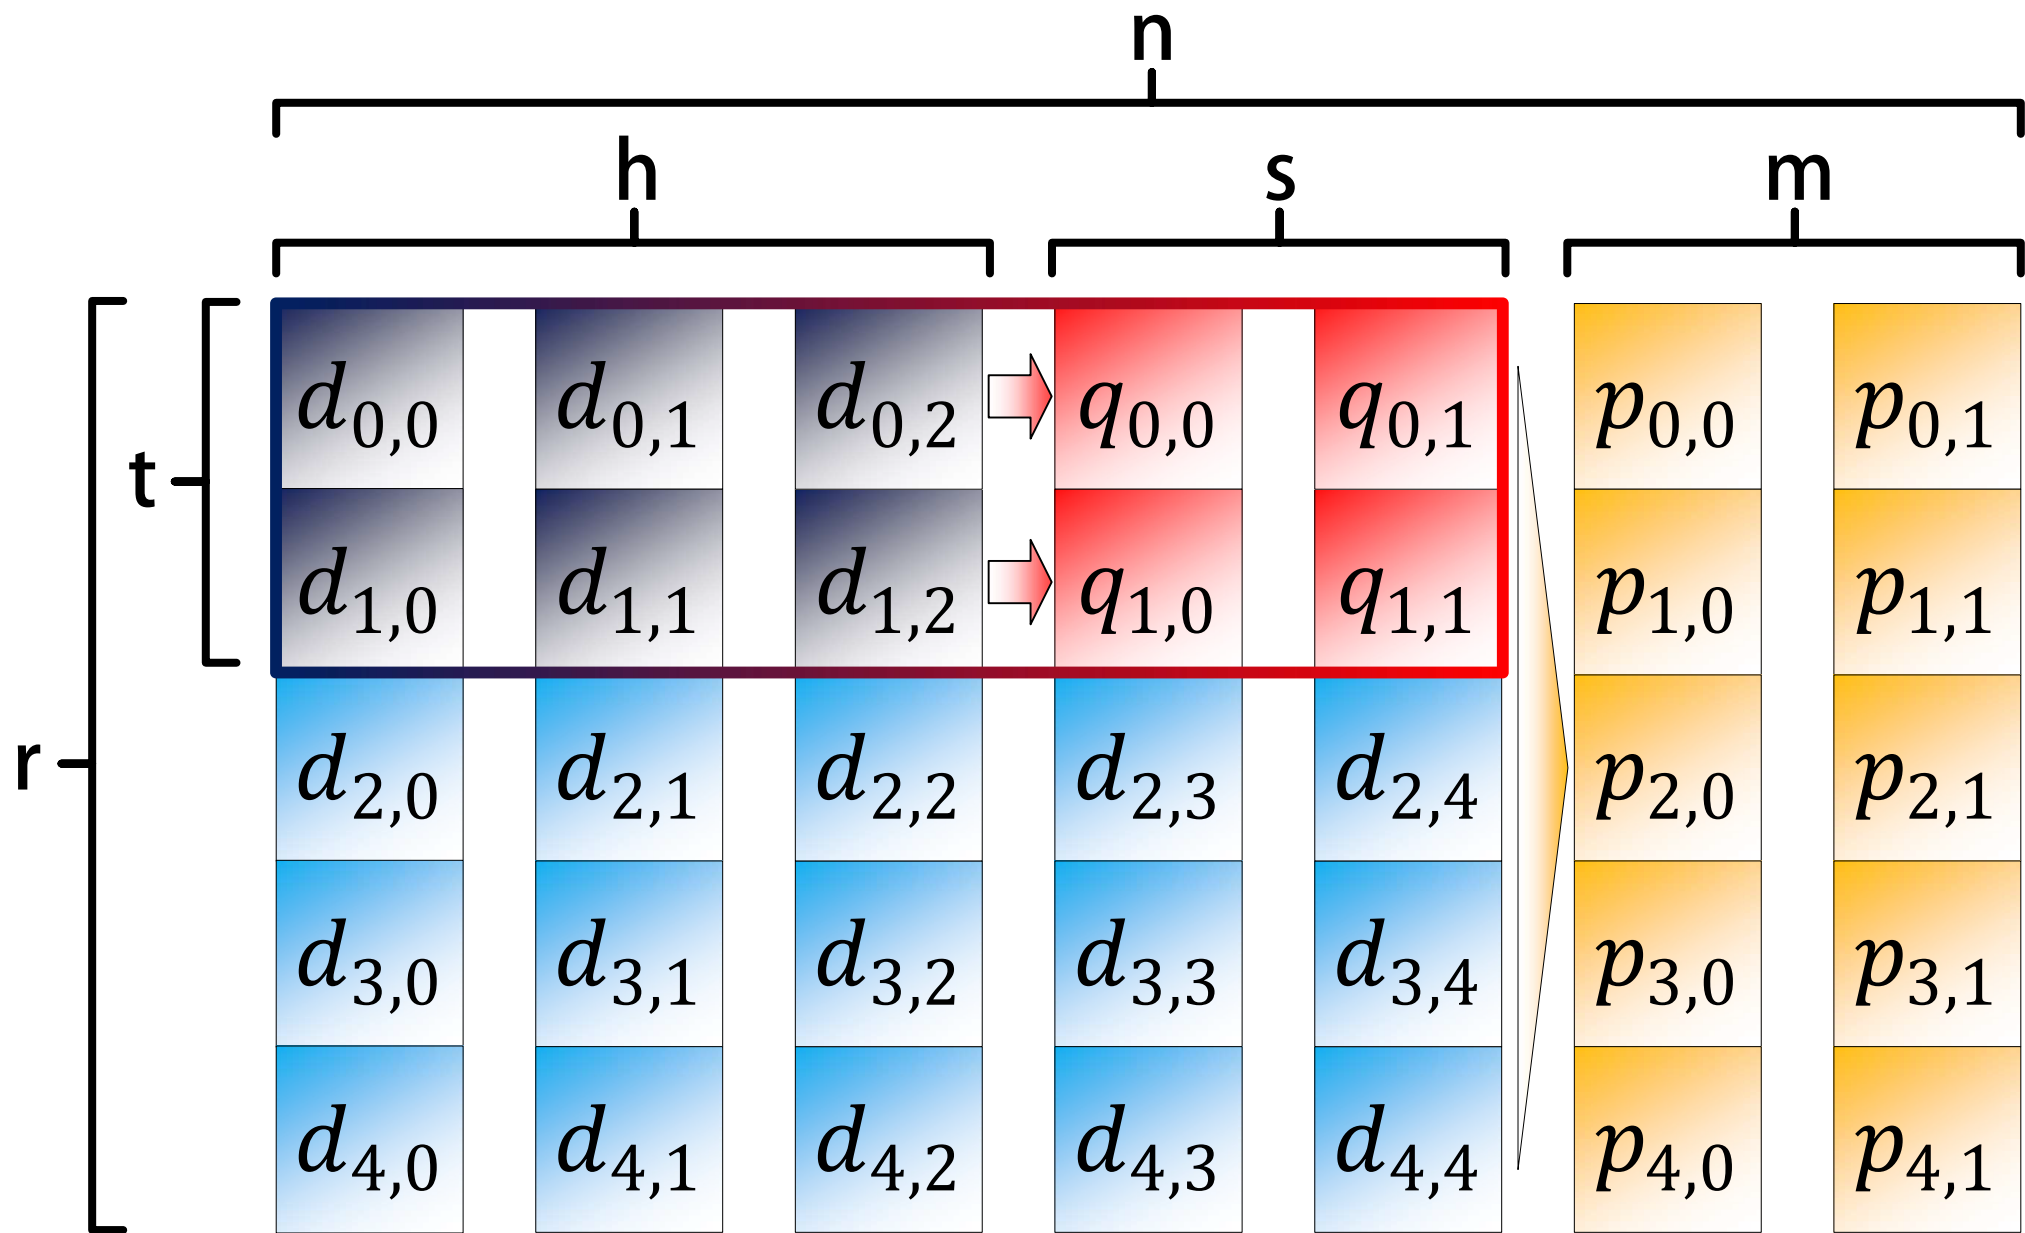 n
h s m
t
r
d0,0 d0,1 d0,2 q0,0 q0,1 p0,0 p0,1
d1,0 d1,1 d1,2 q1,0 q1,1 p1,0 p1,1
d2,0 d2,1 d2,2 d2,3 d2,4 p2,0 p2,1
d3,0 d3,1 d3,2 d3,3 d3,4 p3,0 p3,1
d4,0 d4,1 d4,2 d4,3 d4,4 p4,0 p4,1